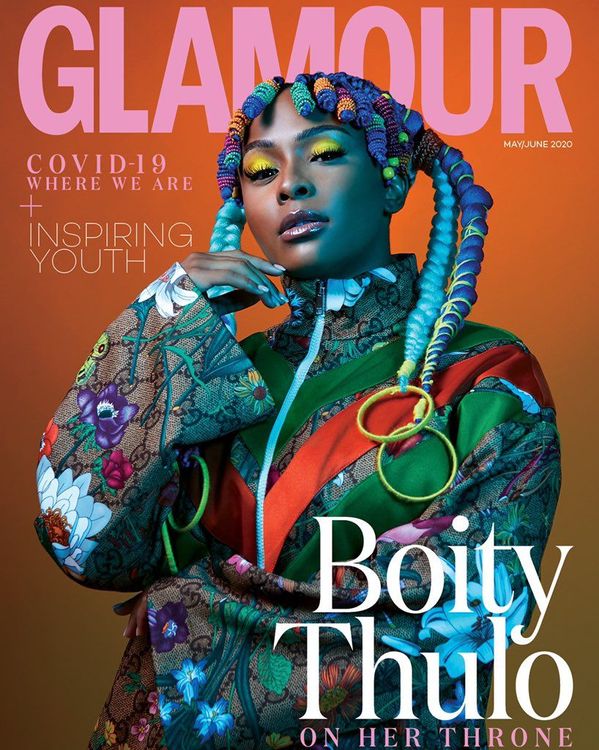 GLAMOUR
MAY/JUNE 2020
COVID-19
WHERE WE ARE
+
INSPIRING
YOUTH
Boity
Thulo
ON HER THRONE